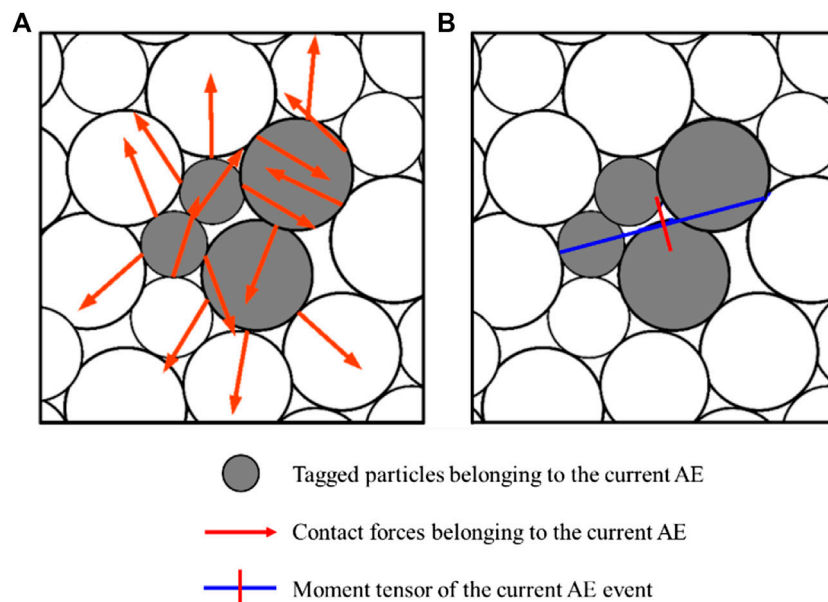 A
B
Tagged particles belonging to the current AE
Contact forces belonging to the current AE
Moment tensor of the current AE event